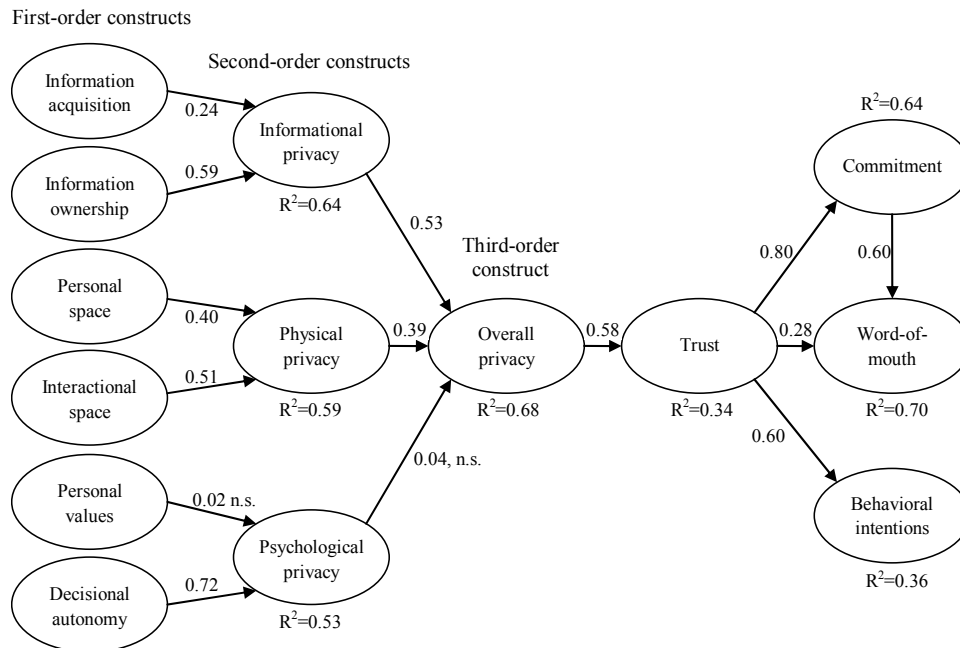 First-order constructs
Second-order constructs
Information
acquisition
0.24
Informational
privacy
R²=0.64
Information
ownership
0.59
0.53
Third-order
construct
Personal
space
0.40
Physical
privacy
R²=0.59
0.39
Overall
privacy
R²=0.68
0.58
Trust
R²=0.34
Interactional
space
0.51
0.04, n.s.
Personal
values
0.02 n.s.
Psychological
privacy
R²=0.53
Decisional
autonomy
0.72
R²=0.64
Commitment
0.80
0.60
0.28
Word-of-
mouth
R²=0.70
0.60
Behavioral
intentions
R²=0.36